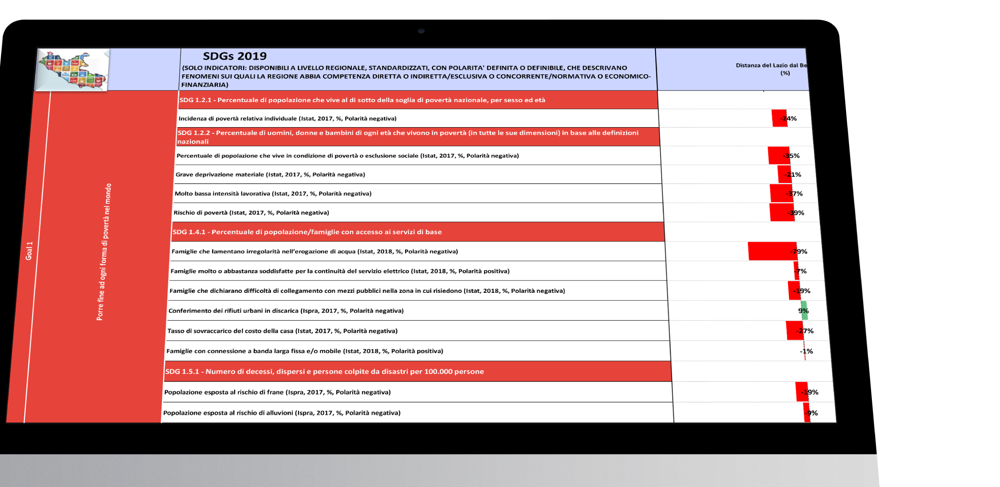 SDGs 2019
(SOLO INDICATORI: DISPONIBILI A LIVELLO REGIONALE, STANDARDIZZATI, CON POLARITA' DEFINITA O DEFINIBILE, CHE DESCRIVANO
FENOMENI SUI QUALI LA REGIONE ABBIA COMPETENZA DIRETTA O INDIRETTA/ESCLUSIVA O CONCORRENTE/NORMATIVA O ECONOMICO-
FINANZIARIA)
Distanza del Lazio dal Be
(%)
Goal 1
Porre fine ad ogni forma di povertà nel mondo
SDG 1.2.1 - Percentuale di popolazione che vive al di sotto della soglia di povertà nazionale, per sesso ed età
Incidenza di povertà relativa individuale (Istat, 2017, %, Polarità negativa) -24%
SDG 1.2.2 - Percentuale di uomini, donne e bambini di ogni età che vivono in povertà (in tutte le sue dimensioni) in base alle definizioni
nazionali
Percentuale di popolazione che vive in condizione di povertà o esclusione sociale (Istat, 2017, %, Polarità negativa) -35%
Grave deprivazione materiale (Istat, 2017, %, Polarità negativa) -21%
Molto bassa intensità lavorativa (Istat, 2017, %, Polarità negativa) -37%
Rischio di povertà (Istat, 2017, %, Polarità negativa) -39%
SDG 1.4.1 - Percentuale di popolazione/famiglie con accesso ai servizi di base
Famiglie che lamentano irregolarità nell’erogazione di acqua (Istat, 2018, %, Polarità negativa) -79%
Famiglie molto o abbastanza soddisfatte per la continuità del servizio elettrico (Istat, 2018, %, Polarità positiva) -7%
Famiglie che dichiarano difficoltà di collegamento con mezzi pubblici nella zona in cui risiedono (Istat, 2018, %, Polarità negativa) -19%
Conferimento dei rifiuti urbani in discarica (Ispra, 2017, %, Polarità negativa) 9%
Tasso di sovraccarico del costo della casa (Istat, 2017, %, Polarità negativa) -27%
Famiglie con connessione a banda larga fissa e/o mobile (Istat, 2018, %, Polarità positiva) -1%
SDG 1.5.1 - Numero di decessi, dispersi e persone colpite da disastri per 100.000 persone
Popolazione esposta al rischio di frane (Ispra, 2017, %, Polarità negativa) -19%
Popolazione esposta al rischio di alluvioni (Ispra, 2017, %, Polarità negativa) -9%